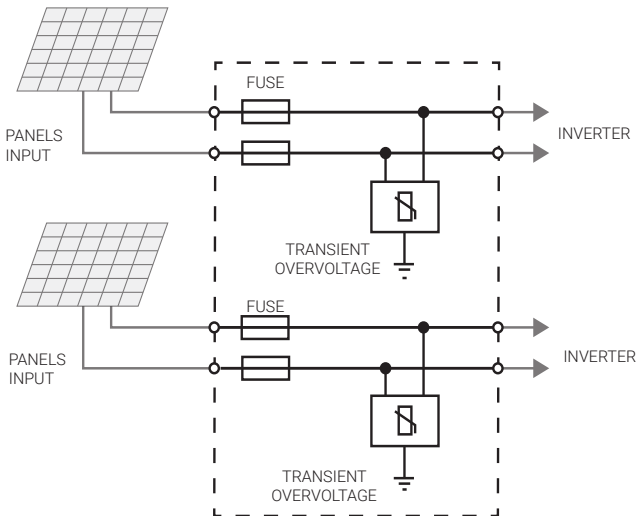 FUSE
PANELS
INPUT
INVERTER
TRANSIENT
OVERVOLTAGE
FUSE
PANELS
INPUT
INVERTER
TRANSIENT
OVERVOLTAGE